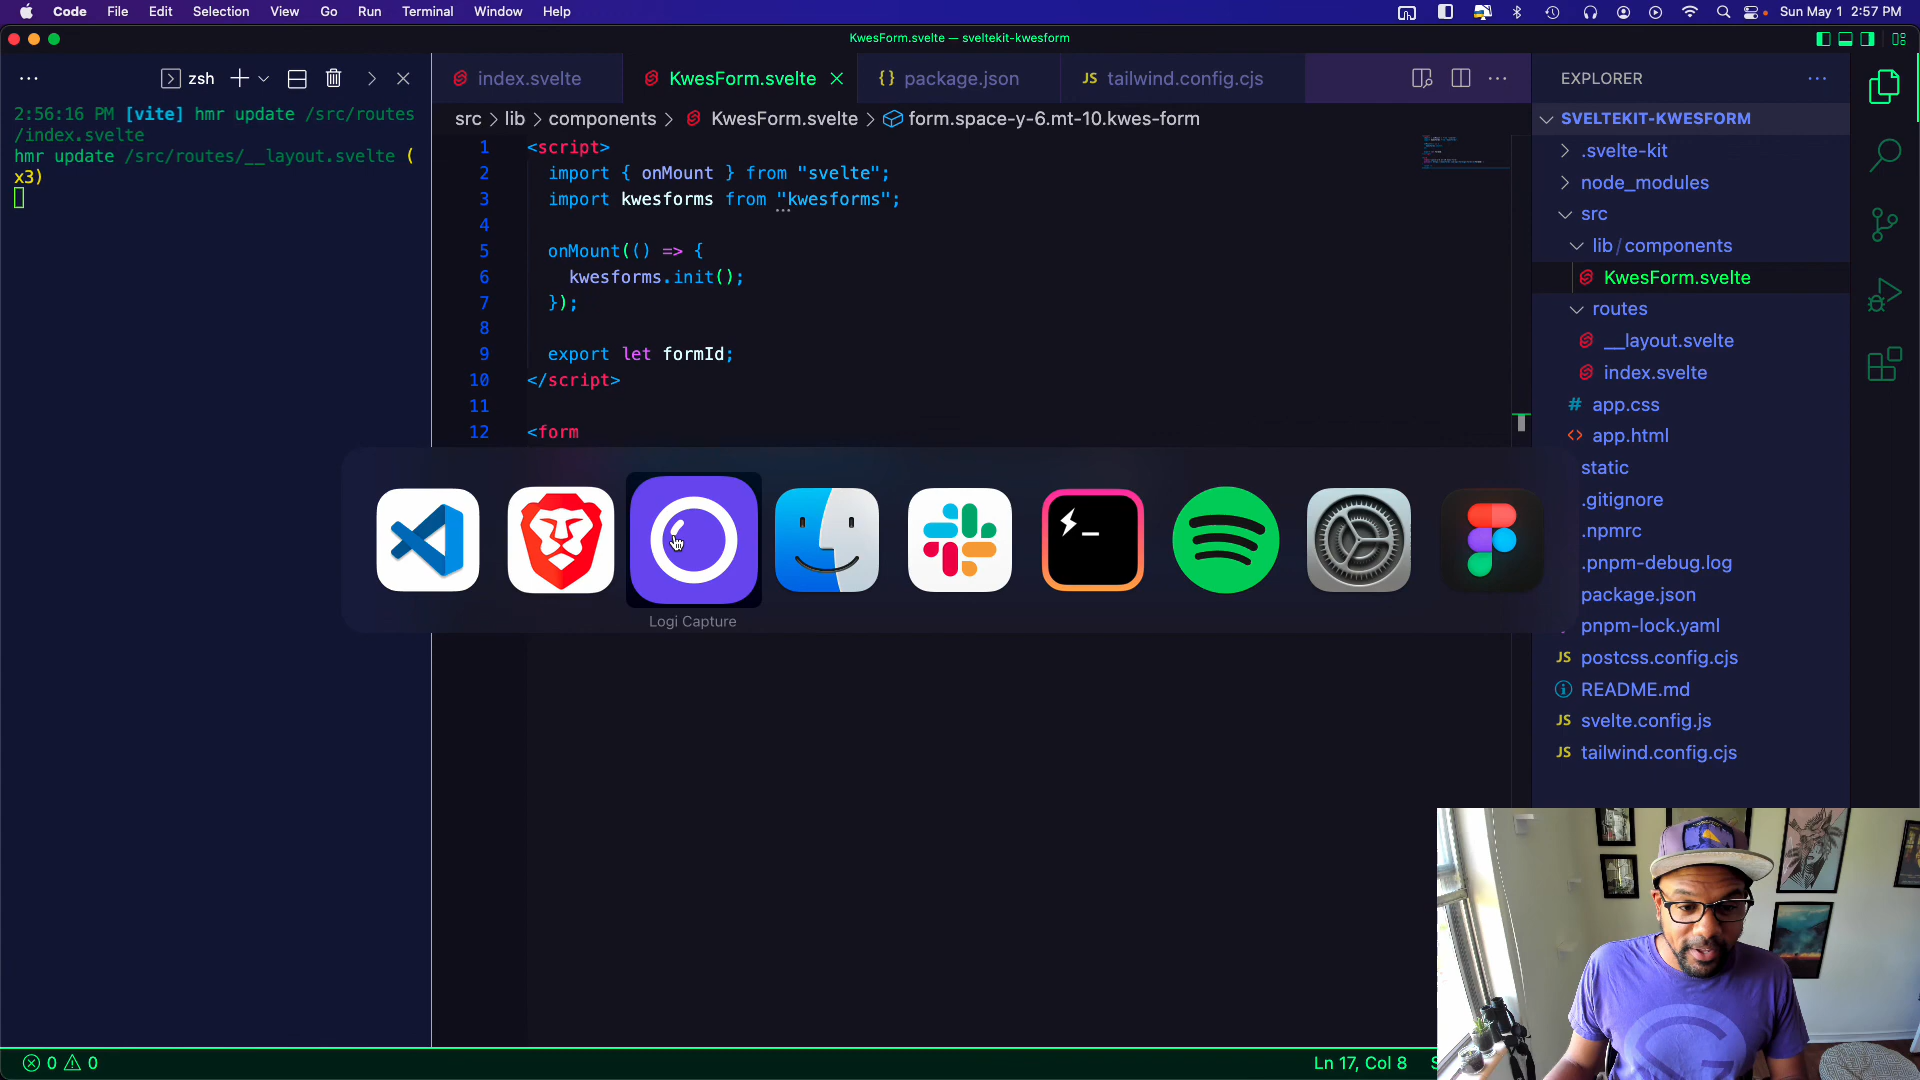 Code File Edit Selection View Go Run Terminal Window Help
Sun May 1 2:57 PM
KwesForm.svelte — sveltekit-kwesform
zsh
index.svelte
KwesForm.svelte
package.json
JS tailwind.config.cjs
EXPLORER
src > lib > components > KwesForm.svelte > form.space-y-6.mt-10.kwes-form
2:56:16 PM [vite] hmr update /src/routes
/index.svelte
hmr update /src/routes/__layout.svelte (
x3)
1 <script>
2 import { onMount } from "svelte";
3 import kwesforms from "kwesforms";
4
5 onMount(() => {
6 kwesforms.init();
7 });
8
9 export let formId;
10 </script>
11
12 <form
Logi Capture
SVELTEKIT-KWESFORM
.svelte-kit
node_modules
src
lib / components
KwesForm.svelte
routes
__layout.svelte
index.svelte
# app.css
<> app.html
static
.gitignore
.npmrc
.pnpm-debug.log
package.json
pnpm-lock.yaml
JS postcss.config.cjs
README.md
JS svelte.config.js
JS tailwind.config.cjs
0 0
Ln 17, Col 8